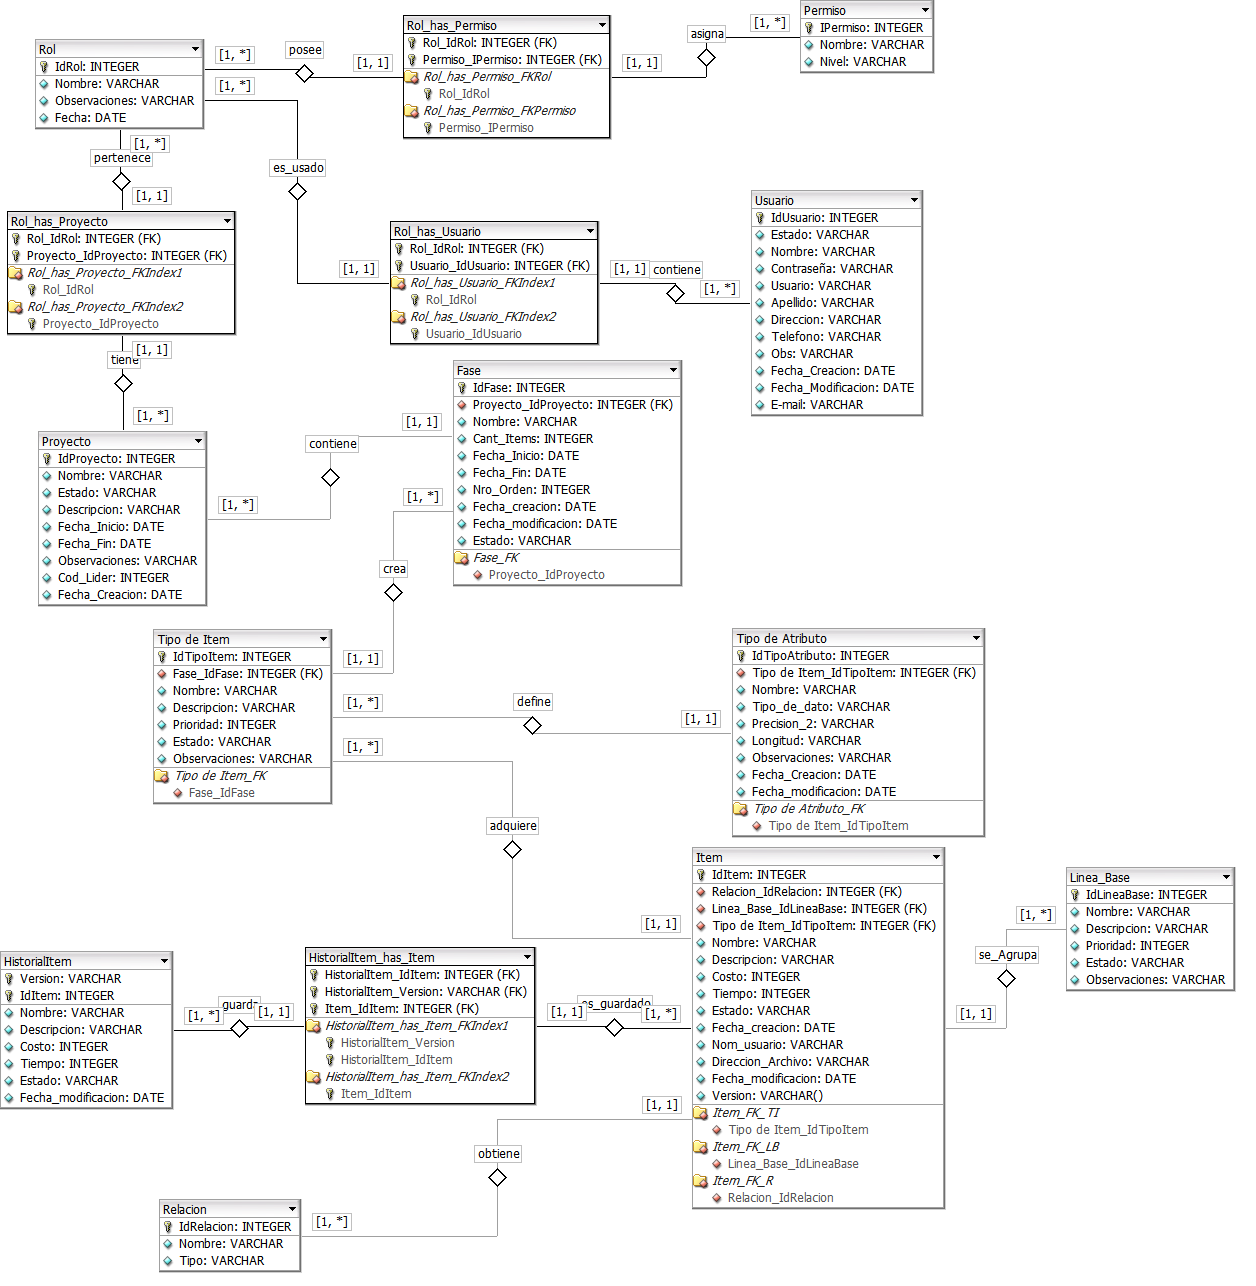 Rol
IdRol: INTEGER
Nombre: VARCHAR
Observaciones: VARCHAR
Fecha: DATE
[1, *]
posee
[1, 1]
[1, *]
Rol_has_Permiso
Rol_IdRol: INTEGER (FK)
Permiso_IPermiso: INTEGER (FK)
Rol_has_Permiso_FKRol
Rol_IdRol
Rol_has_Permiso_FKPermiso
Permiso_IPermiso
[1, 1]
asigna
[1, *]
Permiso
IPermiso: INTEGER
Nombre: VARCHAR
Nivel: VARCHAR
[1, *]
pertenece
[1, 1]
es_usado
[1, 1]
Rol_has_Proyecto
Rol_IdRol: INTEGER (FK)
Proyecto_IdProyecto: INTEGER (FK)
Rol_has_Proyecto_FKIndex1
Rol_IdRol
Rol_has_Proyecto_FKIndex2
Proyecto_IdProyecto
Rol_has_Usuario
Rol_IdRol: INTEGER (FK)
Usuario_IdUsuario: INTEGER (FK)
Rol_has_Usuario_FKIndex1
Rol_IdRol
Rol_has_Usuario_FKIndex2
Usuario_IdUsuario
[1, 1]
contiene
[1, *]
Usuario
IdUsuario: INTEGER
Estado: VARCHAR
Nombre: VARCHAR
Contraseña: VARCHAR
Usuario: VARCHAR
Apellido: VARCHAR
Direccion: VARCHAR
Telefono: VARCHAR
Obs: VARCHAR
Fecha_Creacion: DATE
Fecha_Modificacion: DATE
E-mail: VARCHAR
[1, 1]
tiene
[1, *]
Proyecto
IdProyecto: INTEGER
Nombre: VARCHAR
Estado: VARCHAR
Descripcion: VARCHAR
Fecha_Inicio: DATE
Fecha_Fin: DATE
Observaciones: VARCHAR
Cod_Lider: INTEGER
Fecha_Creacion: DATE
[1, *]
contiene
[1, 1]
Fase
IdFase: INTEGER
Proyecto_IdProyecto: INTEGER (FK)
Nombre: VARCHAR
Cant_Items: INTEGER
Fecha_Inicio: DATE
Fecha_Fin: DATE
Nro_Orden: INTEGER
Fecha_creacion: DATE
Fecha_modificacion: DATE
Estado: VARCHAR
Fase_FK
Proyecto_IdProyecto
[1, *]
crea
[1, 1]
Tipo de Item
IdTipoItem: INTEGER
Fase_IdFase: INTEGER (FK)
Nombre: VARCHAR
Descripcion: VARCHAR
Prioridad: INTEGER
Estado: VARCHAR
Observaciones: VARCHAR
Tipo de Item_FK
Fase_IdFase
[1, *]
define
[1, 1]
[1, *]
adquiere
[1, 1]
Tipo de Atributo
IdTipoAtributo: INTEGER
Tipo de Item_IdTipoItem: INTEGER (FK)
Nombre: VARCHAR
Tipo_de_dato: VARCHAR
Precision_2: VARCHAR
Longitud: VARCHAR
Observaciones: VARCHAR
Fecha_Creacion: DATE
Fecha_modificacion: DATE
Tipo de Atributo_FK
Tipo de Item_IdTipoItem
Item
IdItem: INTEGER
Relacion_IdRelacion: INTEGER (FK)
Linea_Base_IdLineaBase: INTEGER (FK)
Tipo de Item_IdTipoItem: INTEGER (FK)
Nombre: VARCHAR
Descripcion: VARCHAR
Costo: INTEGER
Tiempo: INTEGER
Estado: VARCHAR
Fecha_creacion: DATE
Nom_usuario: VARCHAR
Direccion_Archivo: VARCHAR
Fecha_modificacion: DATE
Version: VARCHAR()
Item_FK_TI
Tipo de Item_IdTipoItem
Item_FK_LB
Linea_Base_IdLineaBase
Item_FK_R
Relacion_IdRelacion
[1, *]
se_Agrupa
[1, 1]
Linea_Base
IdLineaBase: INTEGER
Nombre: VARCHAR
Descripcion: VARCHAR
Prioridad: INTEGER
Estado: VARCHAR
Observaciones: VARCHAR
HistorialItem
Version: VARCHAR
IdItem: INTEGER
Nombre: VARCHAR
Descripcion: VARCHAR
Costo: INTEGER
Tiempo: INTEGER
Estado: VARCHAR
Fecha_modificacion: DATE
[1, *]
guarda
[1, 1]
HistorialItem_has_Item
HistorialItem_IdItem: INTEGER (FK)
HistorialItem_Version: VARCHAR (FK)
Item_IdItem: INTEGER (FK)
HistorialItem_has_Item_FKIndex1
HistorialItem_Version
HistorialItem_IdItem
HistorialItem_has_Item_FKIndex2
Item_IdItem
[1, 1]
es_guardado
[1, *]
[1, 1]
obtiene
[1, *]
Relacion
IdRelacion: INTEGER
Nombre: VARCHAR
Tipo: VARCHAR